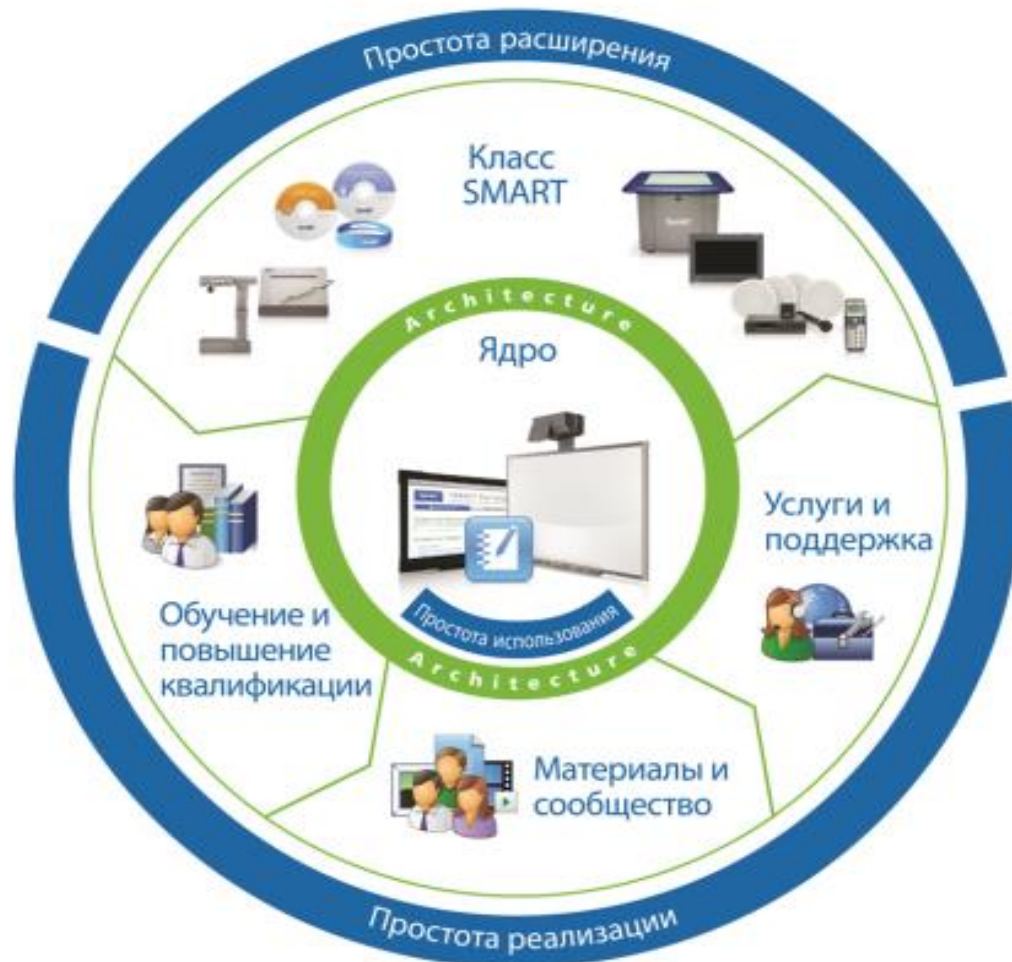 Простота расширения
Класс
SMART
Architecture
Ядро
Услуги и
поддержка
Простота использования
Architecture
Обучение и
повышение
квалификации
Материалы и
сообщество
Простота реализации